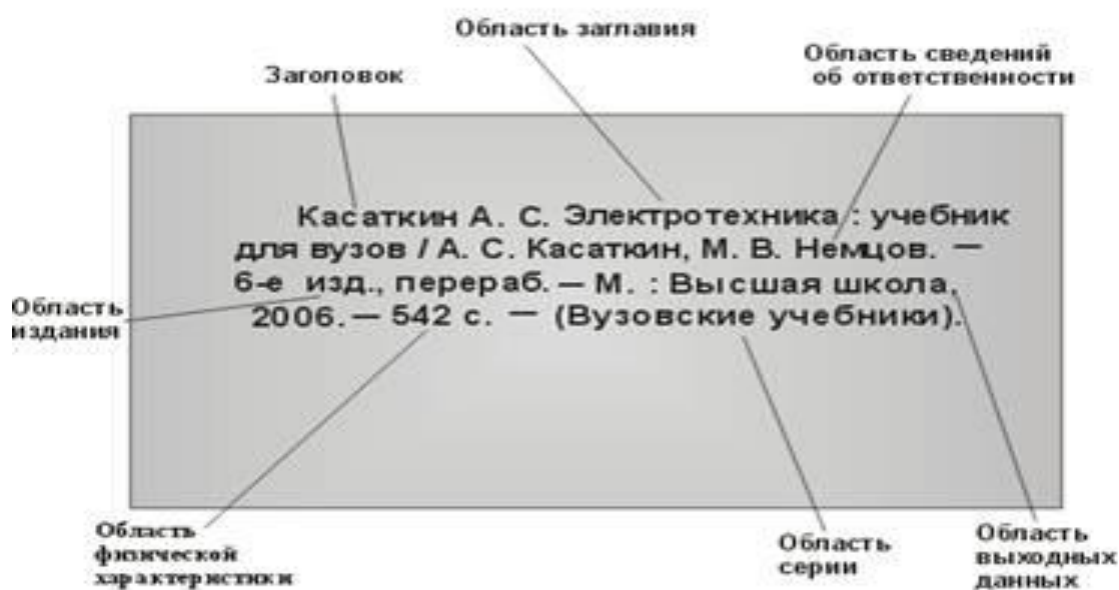 Область заглавия
Заголовок
Область сведений
об ответственности
Касаткин А. С. Электротехника : учебник
для вузов / А. С. Касаткин, М. В. Немцов. —
6-е изд., перераб. — М. : Высшая школа,
2006. — 542 с. — (Вузовские учебники).
Область
издания
Область
физической
характеристики
Область
серии
Область
выходных
данных